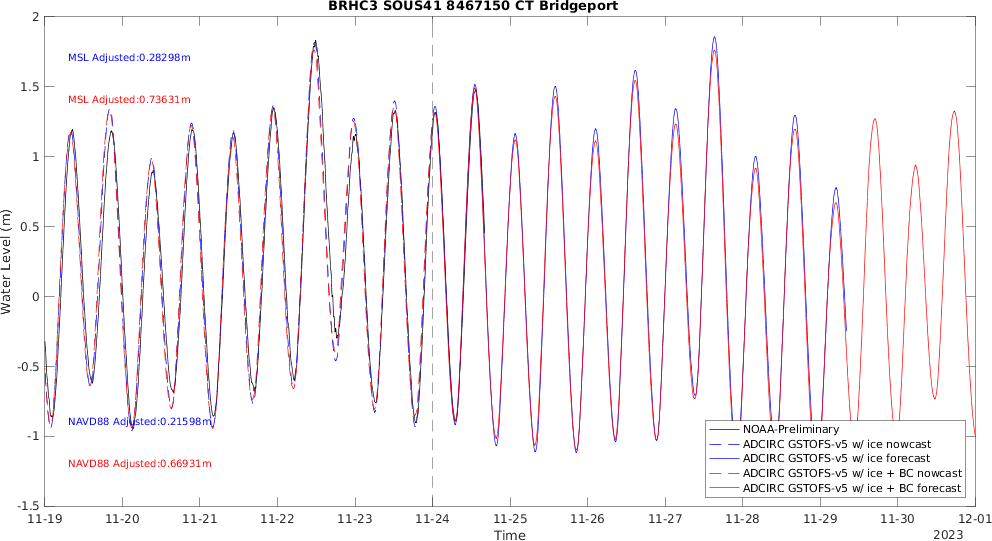 BRHC3 SOUS41 8467150 CT Bridgeport
2
1.5
1
0.5
0
-0.5
-1
-1.5
Water Level (m)
MSL Adjusted:0.28298m
MSL Adjusted:0.73631m
NAVD88 Adjusted:0.21598m
NAVD88 Adjusted:0.66931m
NOAA-Preliminary
ADCIRC GSTOFS-v5 w/ ice nowcast
ADCIRC GSTOFS-v5 w/ ice forecast
ADCIRC GSTOFS-v5 w/ ice + BC nowcast
ADCIRC GSTOFS-v5 w/ ice + BC forecast
11-19 11-20 11-21 11-22 11-23 11-24 11-25 11-26 11-27 11-28 11-29 11-30 12-01
Time
2023